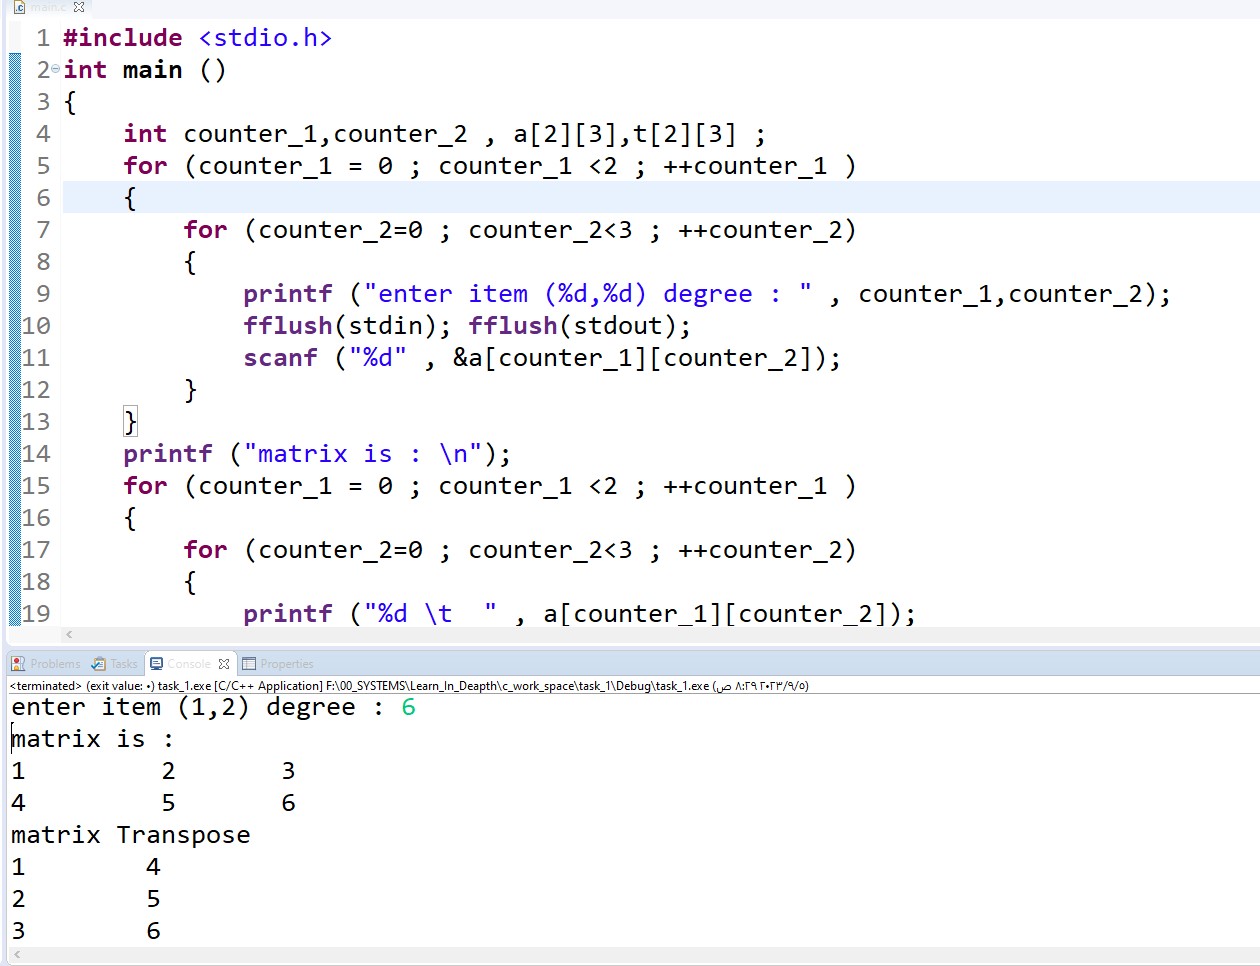 main.c
1 #include <stdio.h>
2 int main ()
3 {
4 int counter_1,counter_2 , a[2][3],t[2][3] ;
5 for (counter_1 = 0 ; counter_1 <2 ; ++counter_1 )
6 {
7 for (counter_2=0 ; counter_2<3 ; ++counter_2)
8 {
9 printf ("enter item (%d,%d) degree : " , counter_1,counter_2);
10 fflush(stdin); fflush(stdout);
11 scanf ("%d" , &a[counter_1][counter_2]);
12 }
13 }
14 printf ("matrix is : \n");
15 for (counter_1 = 0 ; counter_1 <2 ; ++counter_1 )
16 {
17 for (counter_2=0 ; counter_2<3 ; ++counter_2)
18 {
19 printf ("%d \t  " , a[counter_1][counter_2]);
Problems Tasks Console Properties
<terminated> (exit value: ٠) task_1.exe [C/C++ Application] F:\00_SYSTEMS\Learn_In_Deapth\c_work_space\task_1\Debug\task_1.exe (٥‏/٩‏/٢٠٢٣ ٨:٢٩ ص)
enter item (1,2) degree : 6
matrix is :
1 2 3
4 5 6
matrix Transpose
1 4
2 5
3 6